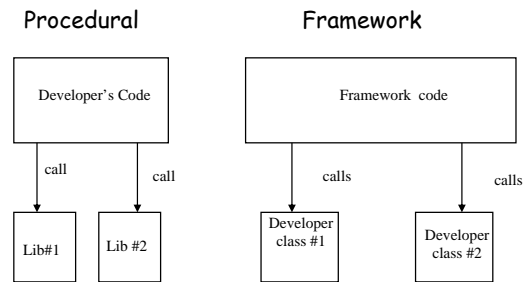 Procedural
Framework
Developer's Code
Framework code
call
call
calls
calls
Lib#1
Lib #2
Developer
class #1
Developer
class #2